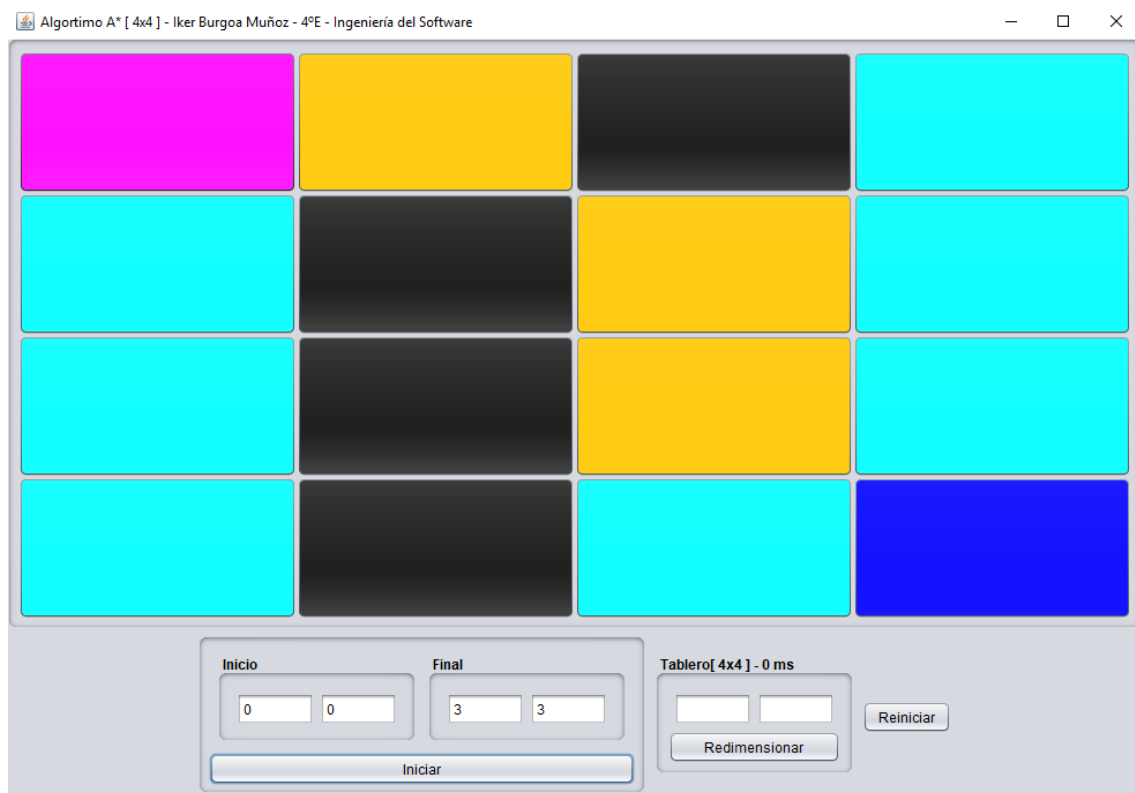 Algortimo A* [ 4x4 ] - Iker Burgoa Muñoz - 4ºE - Ingeniería del Software
Inicio
0 0
Final
3 3
Iniciar
Tablero[ 4x4 ] - 0 ms
Redimensionar
Reiniciar